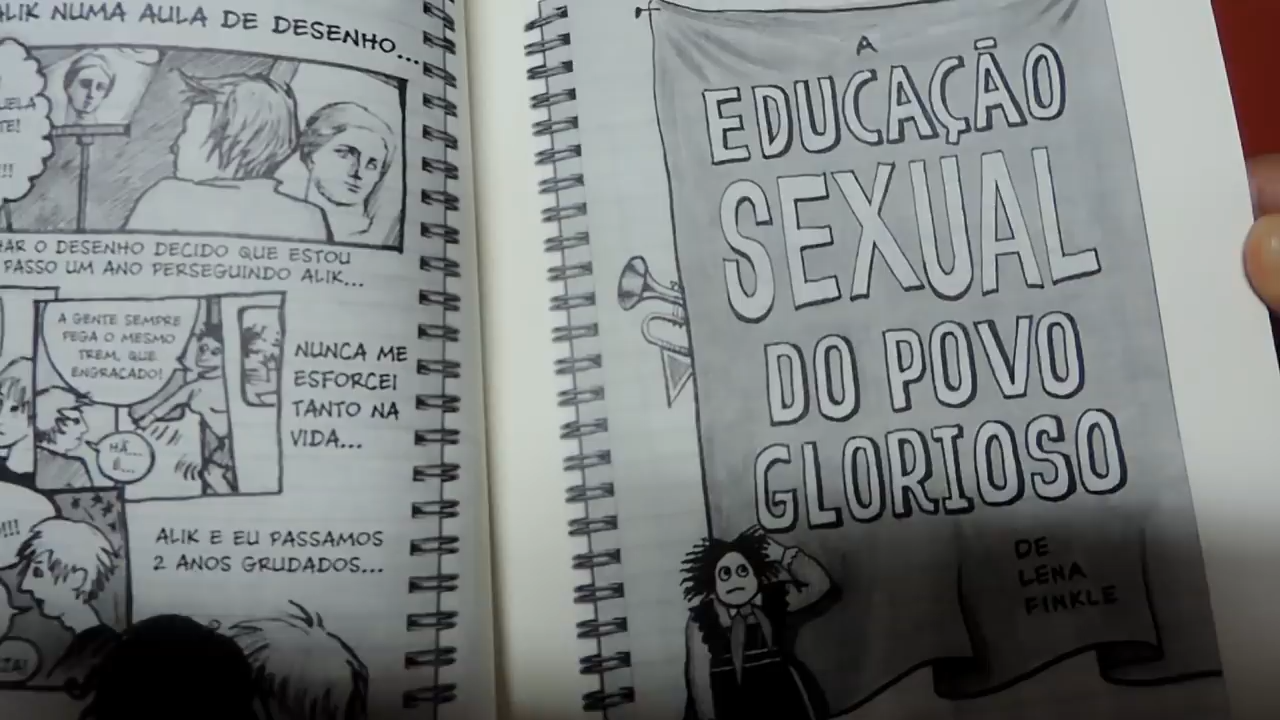 ALIK NUMA AULA DE DESENHO...
HAR O DESENHO DECIDO QUE ESTOU
PASSO UM ANO PERSEGUINDO ALIK...
A GENTE SEMPRE
PEGA O MESMO
TREM, QUE
ENGRAÇADO!
HÃ...
É...
NUNCA ME
ESFORCEI
TANTO NA
VIDA...
ALIK E EU PASSAMOS
2 ANOS GRUDADOS...
A
EDUCAÇÃO
SEXUAL
DO POVO
GLORIOSO
DE
LENA
FINKLE